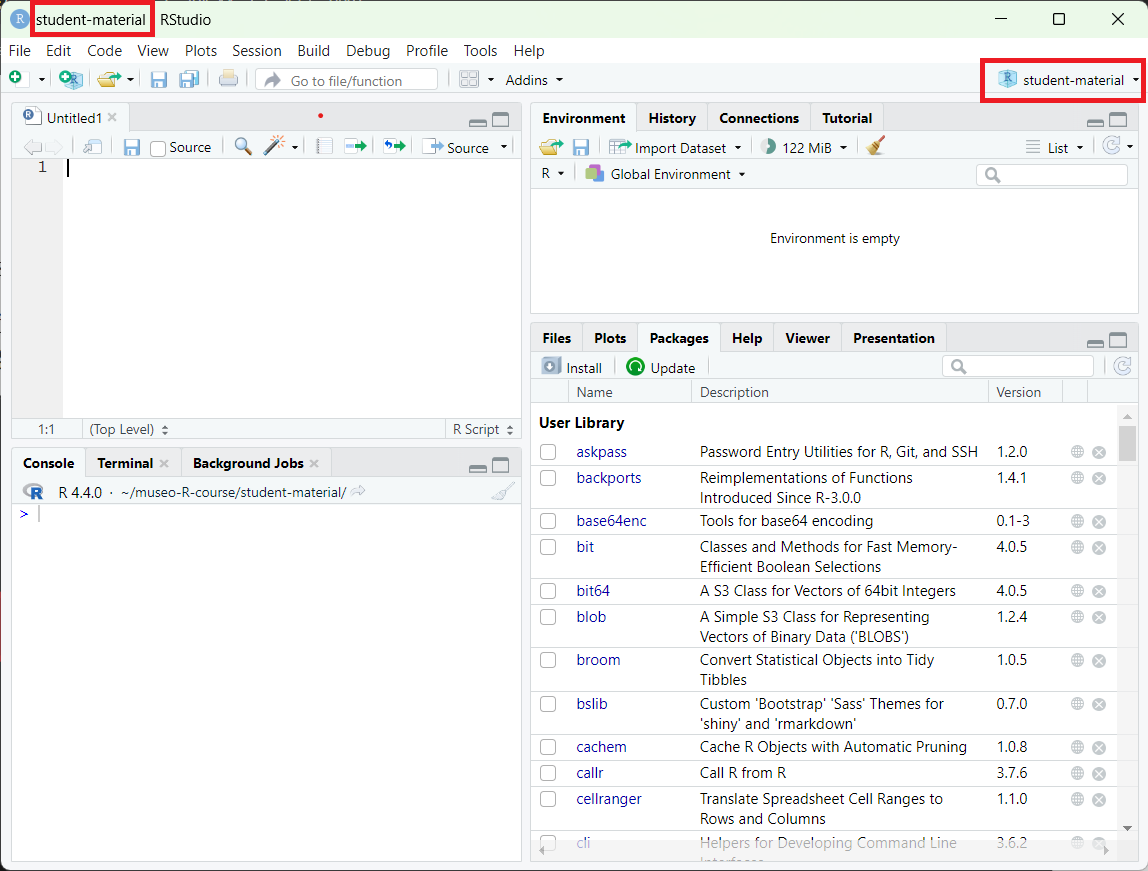 student-material RStudio
File Edit Code View Plots Session Build Debug Profile Tools Help
Go to file/function Addins student-material
Untitled1
Source Source
1
1:1 (Top Level) R Script
Console Terminal Background Jobs
R 4.4.0 · ~/museo-R-course/student-material/
>
Environment History Connections Tutorial
Import Dataset 122 MiB List
R Global Environment
Environment is empty
Files Plots Packages Help Viewer Presentation
Install Update
Name Description Version
User Library
askpass Password Entry Utilities for R, Git, and SSH 1.2.0
backports Reimplementations of Functions 1.4.1
Introduced Since R-3.0.0
base64enc Tools for base64 encoding 0.1-3
bit Classes and Methods for Fast Memory- 4.0.5
Efficient Boolean Selections
bit64 A S3 Class for Vectors of 64bit Integers 4.0.5
blob A Simple S3 Class for Representing 1.2.4
Vectors of Binary Data ('BLOBS')
broom Convert Statistical Objects into Tidy 1.0.5
Tibbles
bslib Custom 'Bootstrap' 'Sass' Themes for 0.7.0
'shiny' and 'rmarkdown'
cachem Cache R Objects with Automatic Pruning 1.0.8
callr Call R from R 3.7.6
cellranger Translate Spreadsheet Cell Ranges to 1.1.0
Rows and Columns
cli Helpers for Developing Command Line 3.6.2
Interfaces